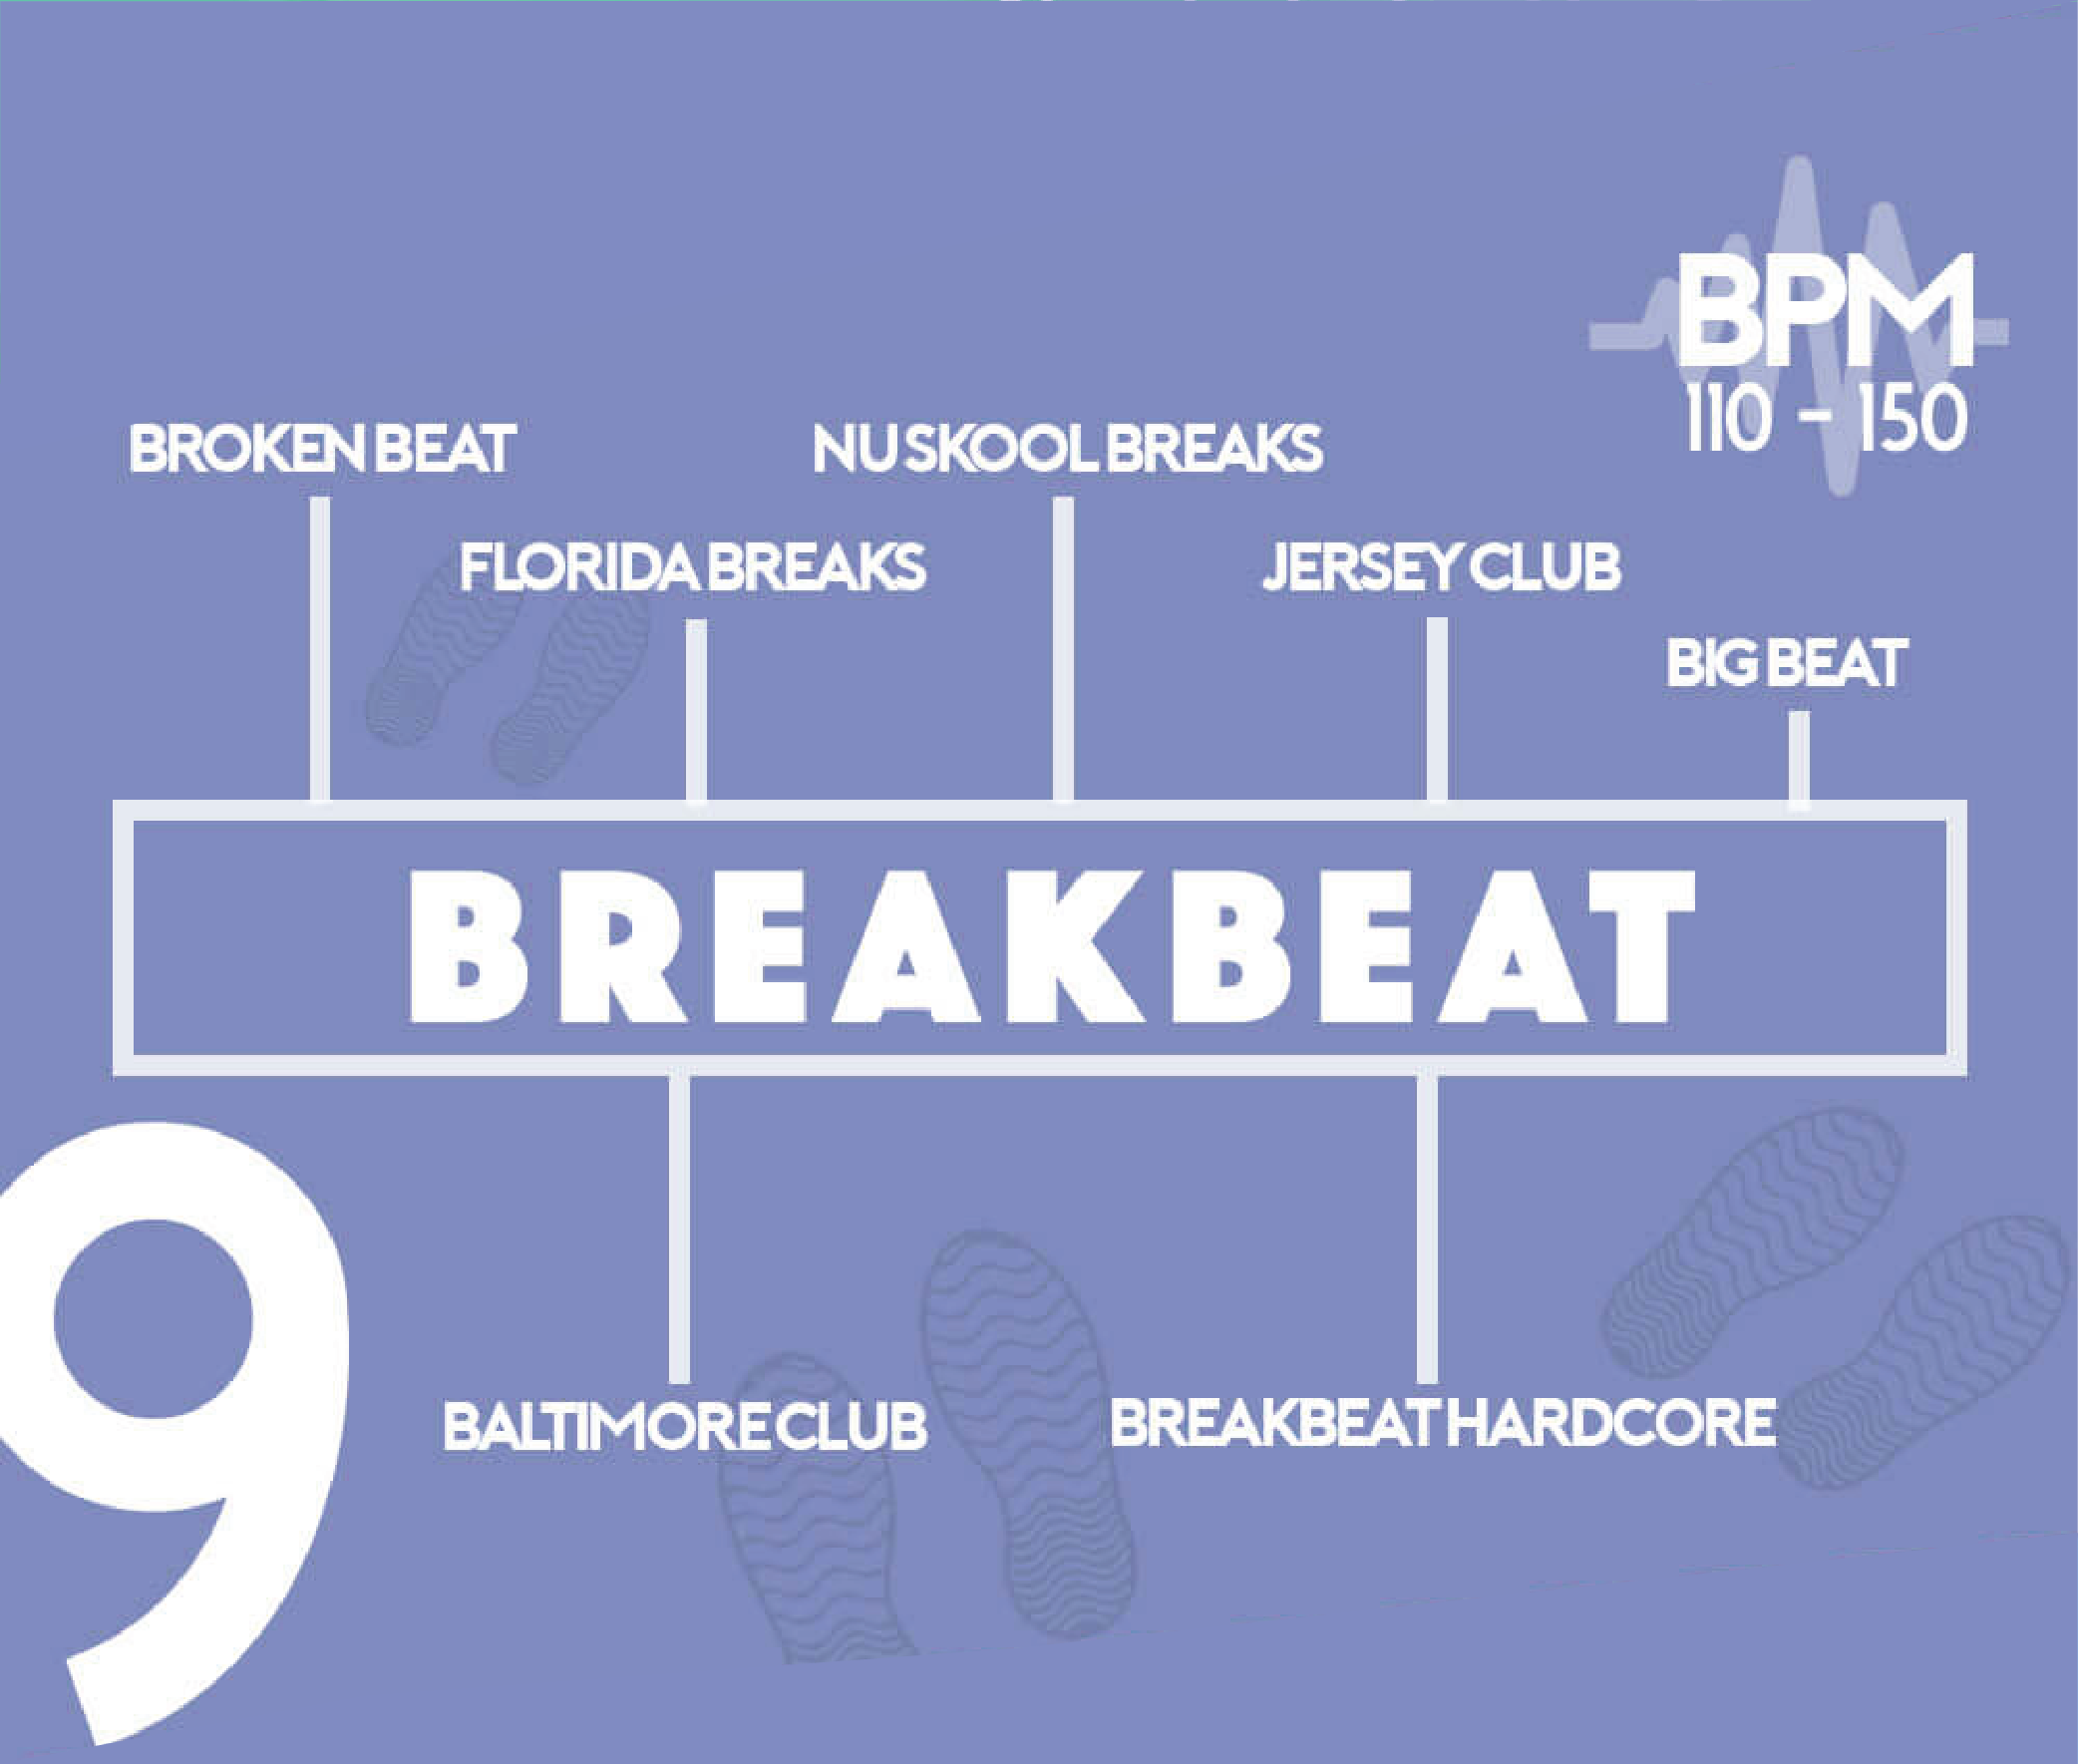 BPM
110 - 150
BROKEN BEAT
NU SKOOL BREAKS
FLORIDA BREAKS
JERSEY CLUB
BIG BEAT
BREAKBEAT
9
BALTIMORE CLUB
BREAKBEAT HARDCORE